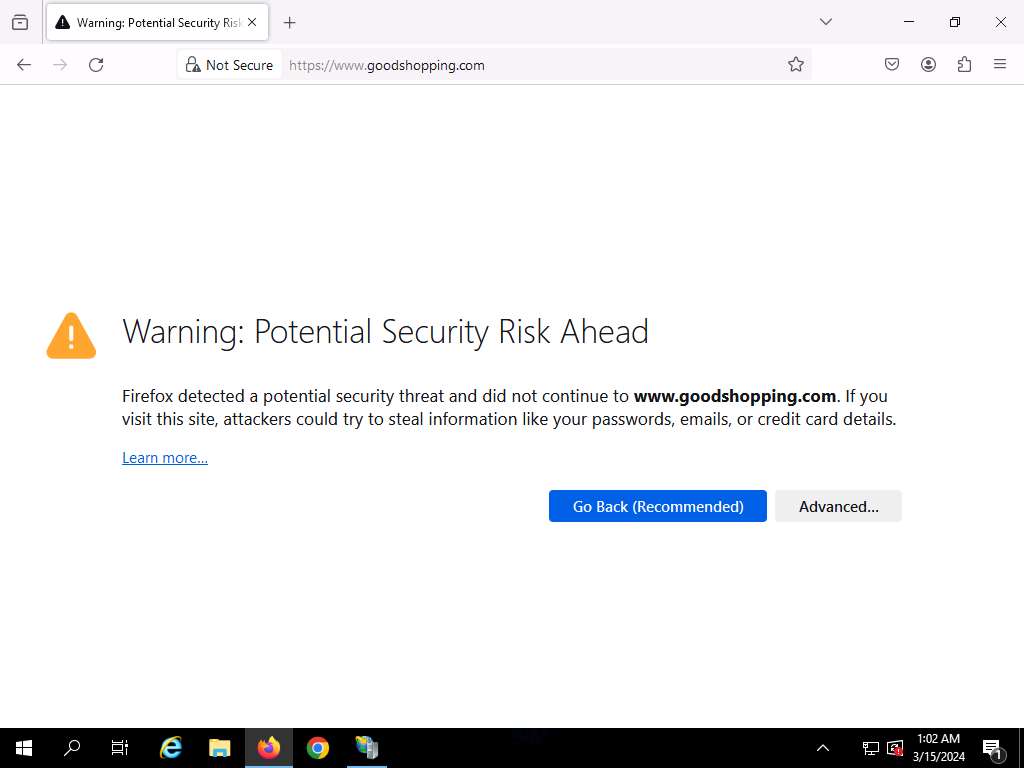 Warning: Potential Security Risk
Not Secure
https://www.goodshopping.com
Warning: Potential Security Risk Ahead
Firefox detected a potential security threat and did not continue to www.goodshopping.com. If you
visit this site, attackers could try to steal information like your passwords, emails, or credit card details.
Learn more...
Go Back (Recommended)
Advanced...
1:02 AM
3/15/2024
1